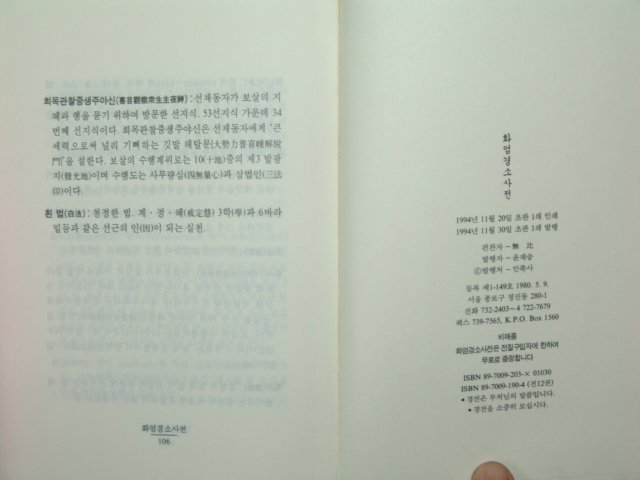 희목관찰중생주야신(喜目觀察衆生主夜神) : 선재동자가 보살의 지
혜와 행을 묻기 위하여 방문한 선지식. 53선지식 가운데 34
번째 선지식이다. 희목관찰중생주야신은 선재동자에게 "큰
세력으로써 널리 기뻐하는 깃발 해탈문[大勢力普喜幢解脫
門]"을 설한다. 보살의 수행계위로는 10(十地)중의 제3 발광
지(發光地)이며 수행도는 사무량심(四無量心)과 삼법인(三法
印)이다.
흰 법(白法) : 청정한 법. 계·정·혜(戒定慧) 3학(學)과 6바라
밀등과 같은 선근의 인(因)이 되는 실천.
화엄경소사전
106
화엄경소사전
1994年 11월 20일 초판 1쇄 인쇄
1994年 11월 30일 초판 1쇄 발행
편찬자 — 無 比
발행자 — 윤재승
ⓒ발행처 — 민족사
등록 제1-149호 1980. 5. 9.
서울 종로구 청진동 280-1
전화 732-2403~4 722-7679
팩스 739-7565, K.P.O. Box 1560
비매품
화엄경소사전은 전질구입자에 한하여
무료로 증정합니다
ISBN 89-7009-203-× 01030
ISBN 89-7009-190-4 (전12권)
• 경전은 부처님의 말씀입니다.
• 경전을 소중히 모십시다.